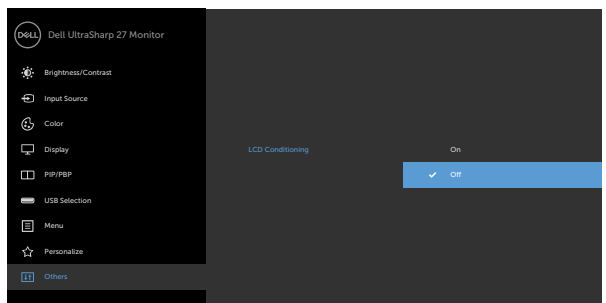 DELL
Dell UltraSharp 27 Monitor
Brightness/Contrast
Input Source
Color
Display
PIP/PBP
USB Selection
Menu
Personalize
Others
LCD Conditioning
On
Off